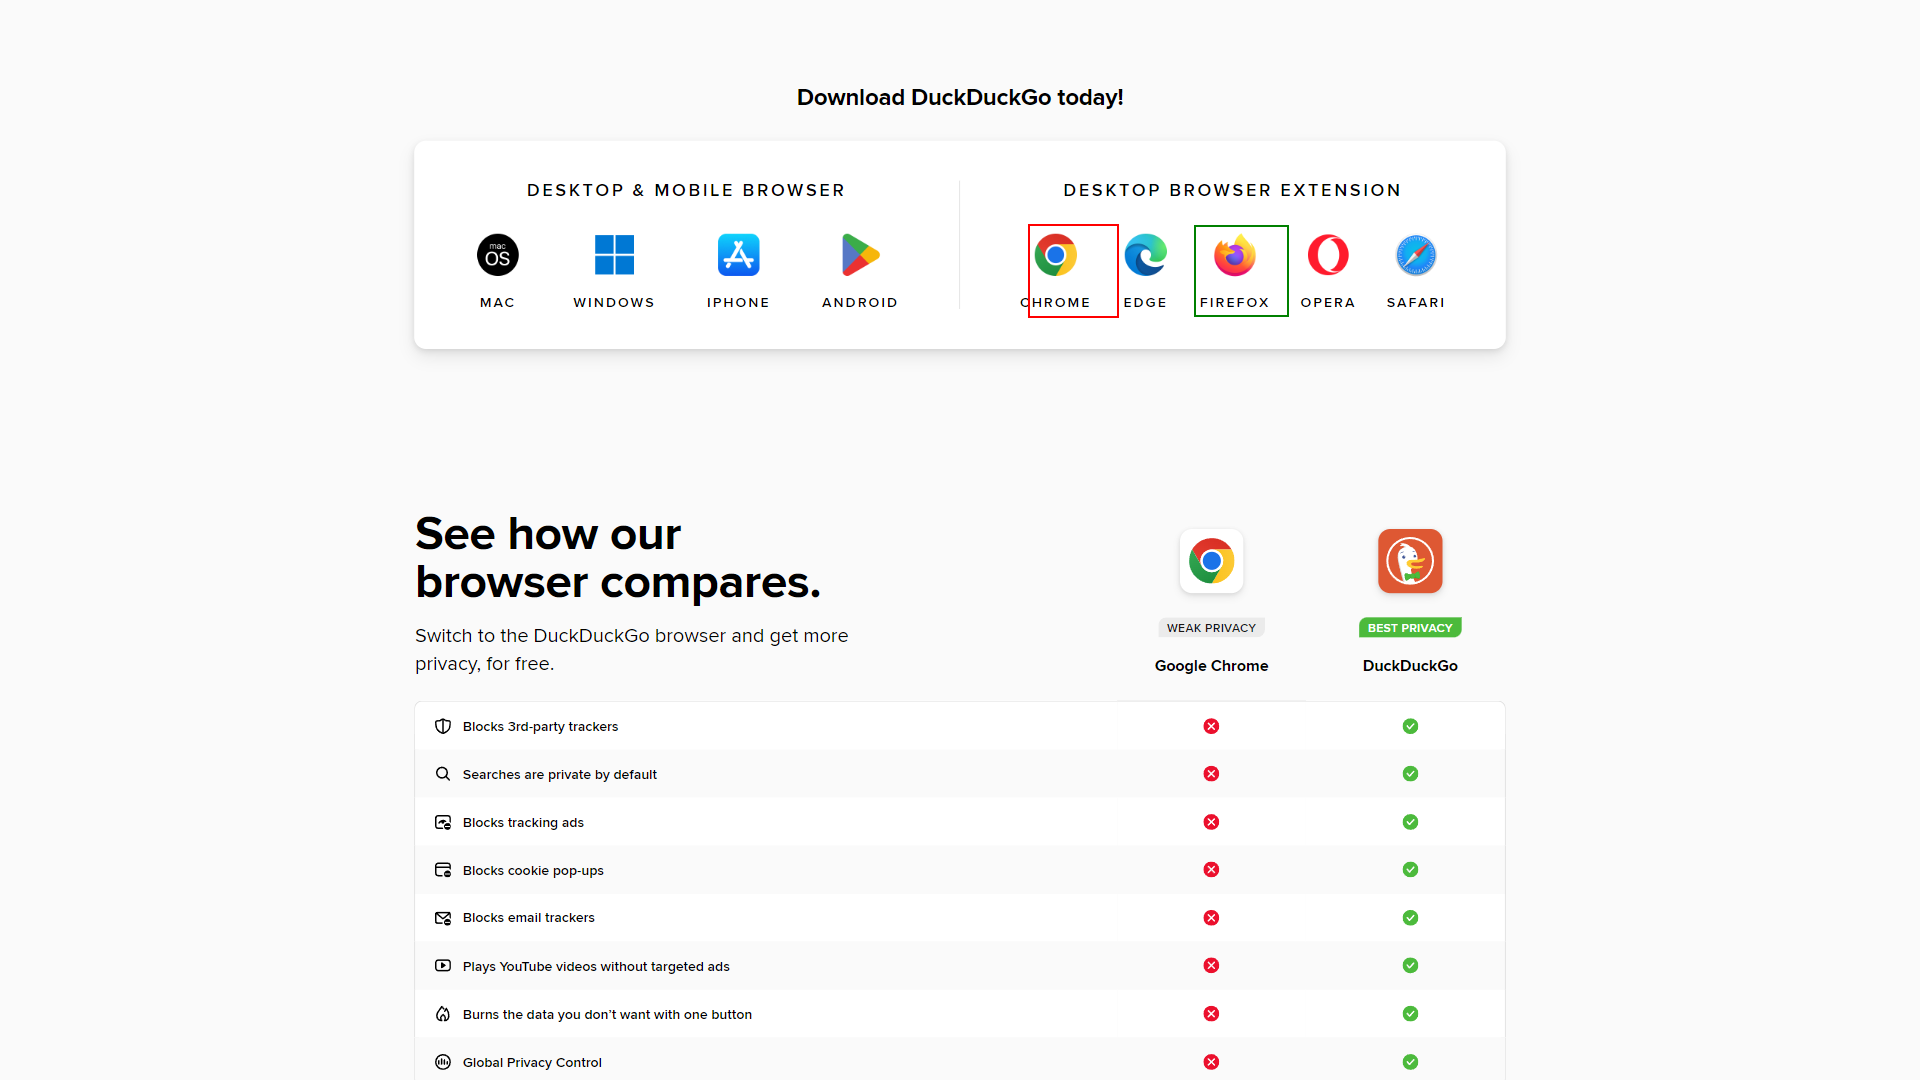 Download DuckDuckGo today!
DESKTOP & MOBILE BROWSER
DESKTOP BROWSER EXTENSION
mac
OS
MAC
WINDOWS
IPHONE
ANDROID
CHROME
EDGE
FIREFOX
OPERA
SAFARI
See how our
browser compares.
Switch to the DuckDuckGo browser and get more
privacy, for free.
WEAK PRIVACY
Google Chrome
BEST PRIVACY
DuckDuckGo
Blocks 3rd-party trackers
Searches are private by default
Blocks tracking ads
Blocks cookie pop-ups
Blocks email trackers
Plays YouTube videos without targeted ads
Burns the data you don’t want with one button
Global Privacy Control